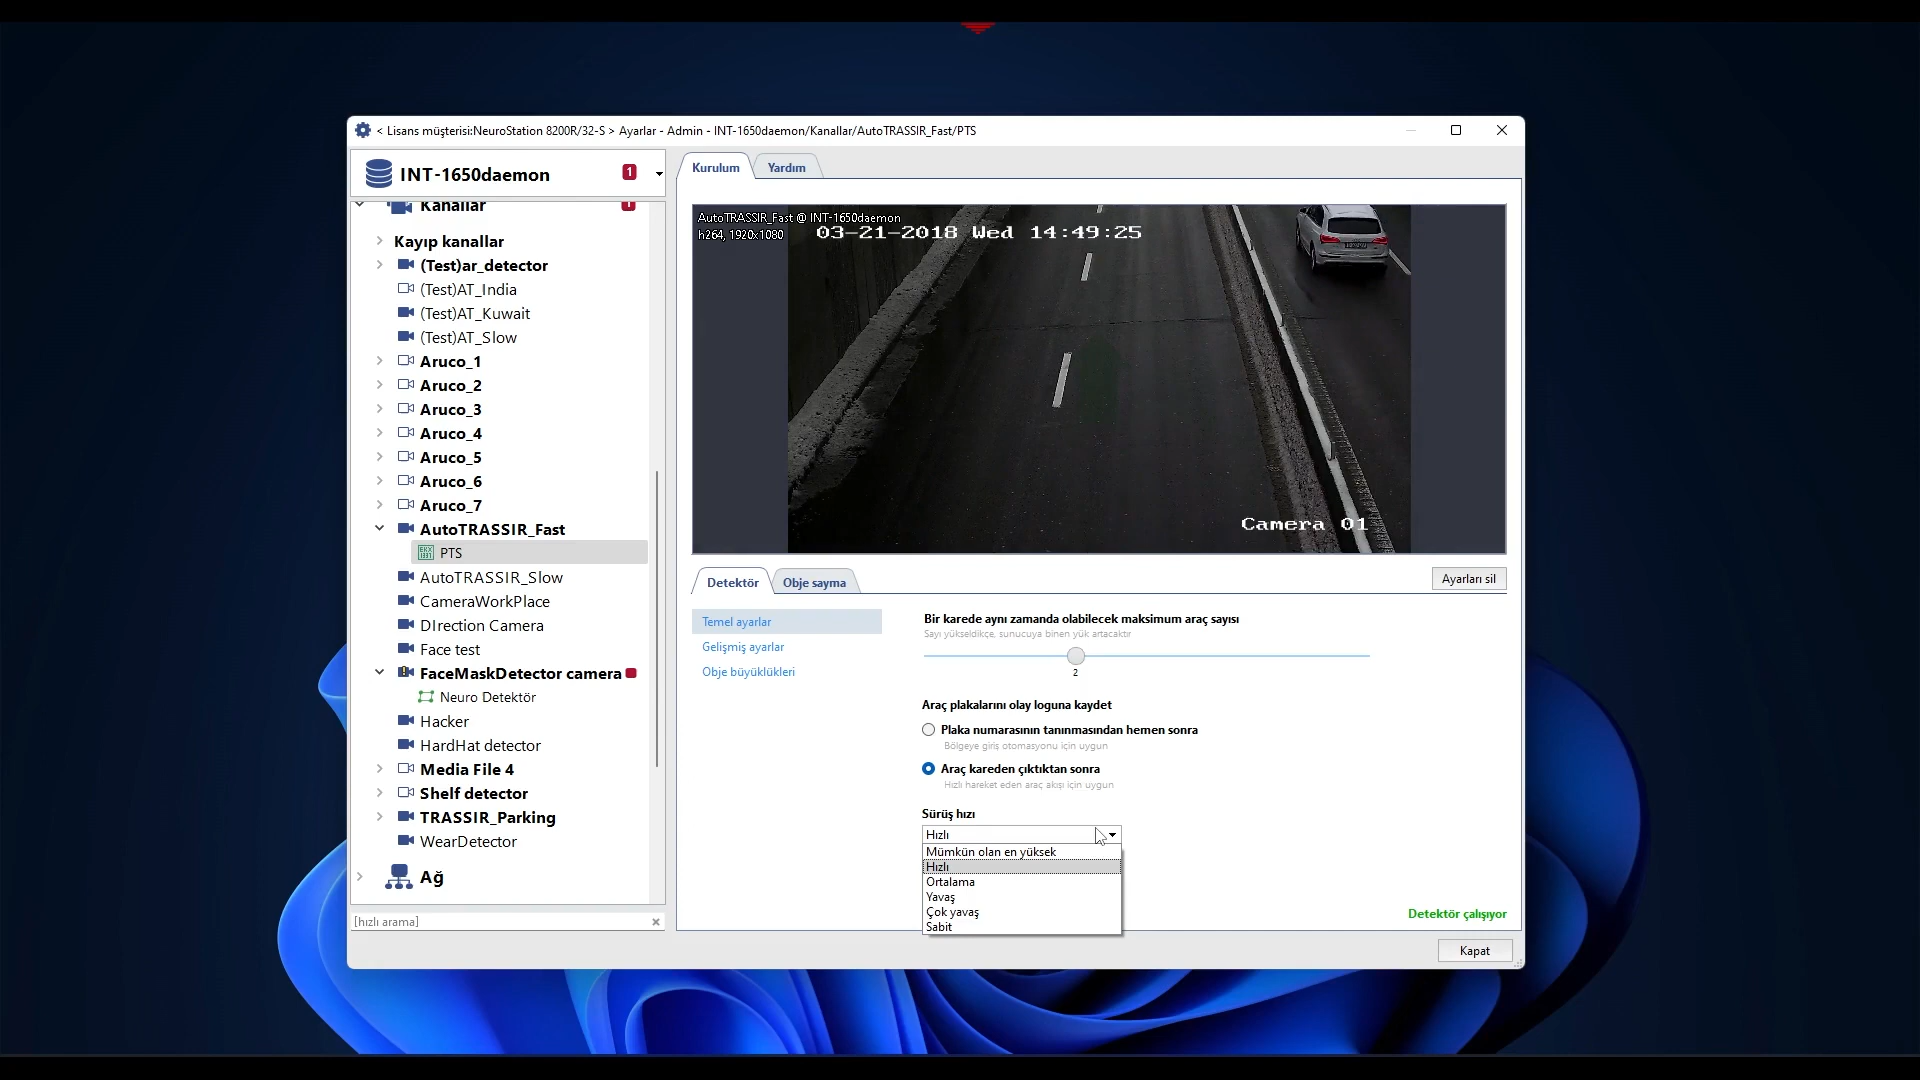 < Lisans müşterisi:NeuroStation 8200R/32-S > Ayarlar - Admin - INT-1650daemon/Kanallar/AutoTRASSIR_Fast/PTS
INT-1650daemon
1
Kanallar
1
Kayıp kanallar
(Test)ar_detector
(Test)AT_India
(Test)AT_Kuwait
(Test)AT_Slow
Aruco_1
Aruco_2
Aruco_3
Aruco_4
Aruco_5
Aruco_6
Aruco_7
AutoTRASSIR_Fast
PTS
AutoTRASSIR_Slow
CameraWorkPlace
DIrection Camera
Face test
FaceMaskDetector camera
Neuro Detektör
Hacker
HardHat detector
Media File 4
Shelf detector
TRASSIR_Parking
WearDetector
Ağ
[hızlı arama]
Kurulum
Yardım
AutoTRASSIR_Fast @ INT-1650daemon
h264, 1920x1080
03-21-2018 Wed 14:49:25
Camera 01
Detektör
Obje sayma
Ayarları sil
Temel ayarlar
Gelişmiş ayarlar
Obje büyüklükleri
Bir karede aynı zamanda olabilecek maksimum araç sayısı
Sayı yükseldikçe, sunucuya binen yük artacaktır
2
Araç plakalarını olay loguna kaydet
Plaka numarasının tanınmasından hemen sonra
Bölgeye giriş otomasyonu için uygun
Araç kareden çıktıktan sonra
Hızlı hareket eden araç akışı için uygun
Sürüş hızı
Hızlı
Mümkün olan en yüksek
Hızlı
Ortalama
Yavaş
Çok yavaş
Sabit
Detektör çalışıyor
Kapat